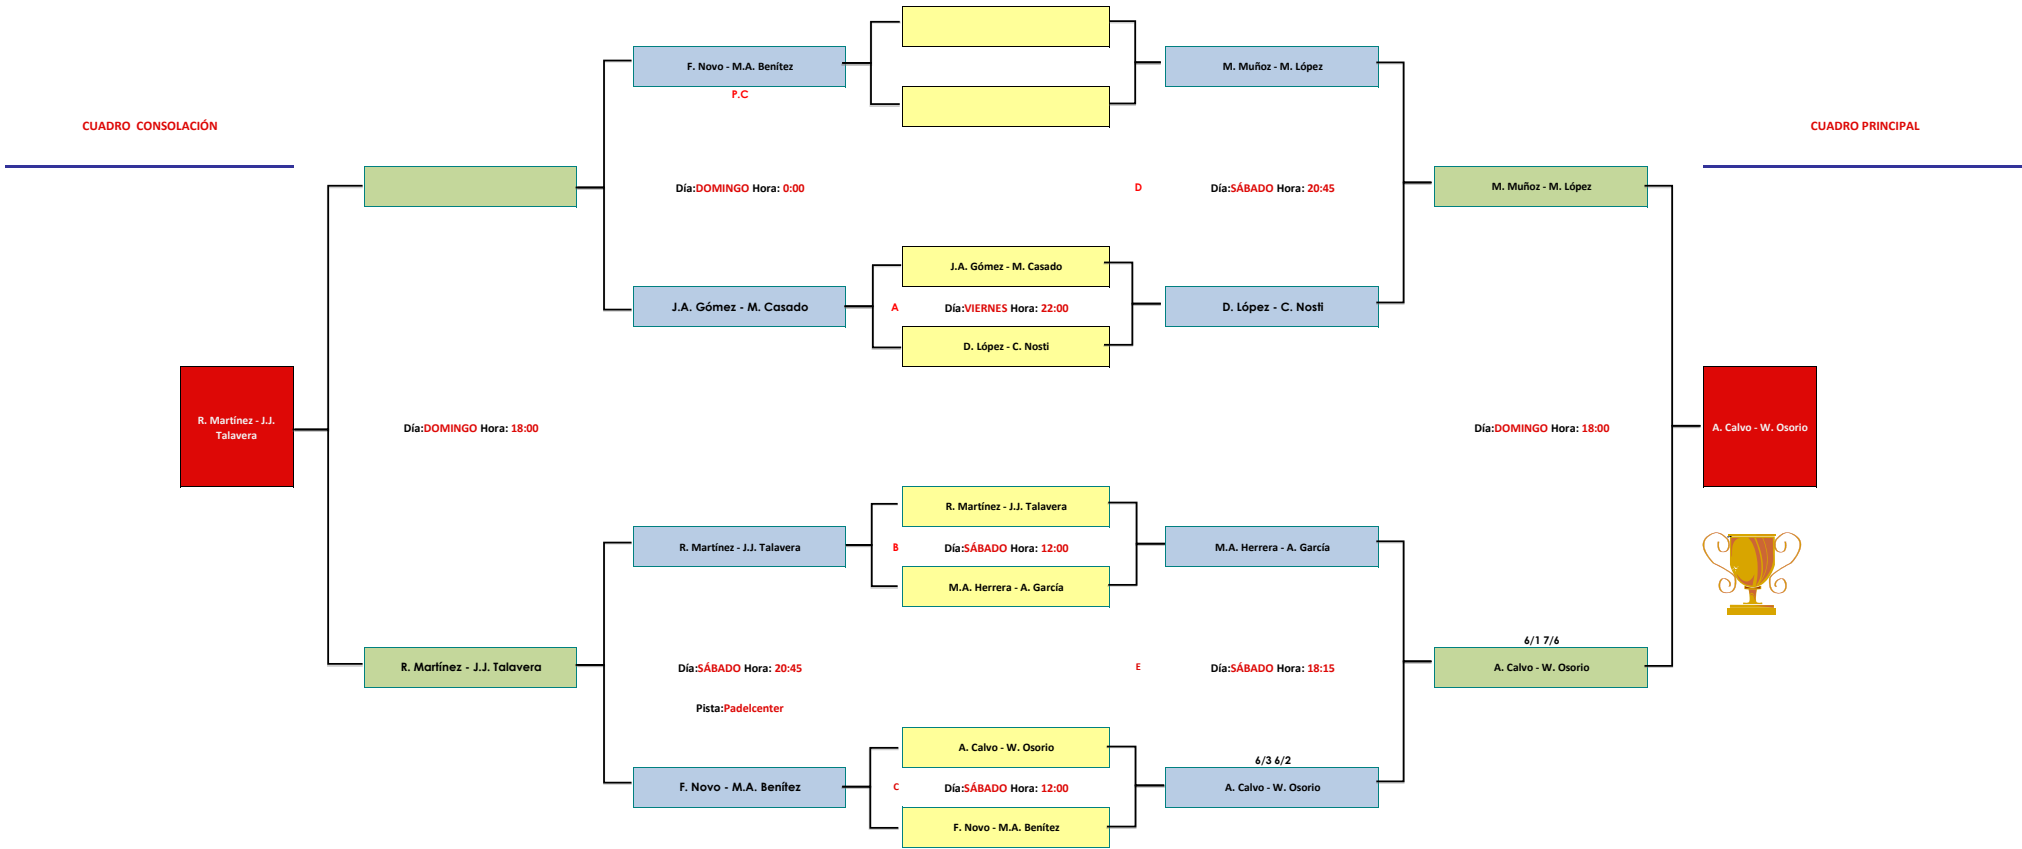 F. Novo - M.A. Benítez
M. Muñoz - M. López
P.C
CUADRO CONSOLACIÓN
CUADRO PRINCIPAL
Día:DOMINGO Hora: 0:00
D
Día:SÁBADO Hora: 20:45
M. Muñoz - M. López
J.A. Gómez - M. Casado
J.A. Gómez - M. Casado
A
Día:VIERNES Hora: 22:00
D. López - C. Nosti
D. López - C. Nosti
R. Martínez - J.J.
Talavera
Día:DOMINGO Hora: 18:00
Día:DOMINGO Hora: 18:00
A. Calvo - W. Osorio
R. Martínez - J.J. Talavera
R. Martínez - J.J. Talavera
B
Día:SÁBADO Hora: 12:00
M.A. Herrera - A. García
M.A. Herrera - A. García
6/1 7/6
R. Martínez - J.J. Talavera
Día:SÁBADO Hora: 20:45
E
Día:SÁBADO Hora: 18:15
A. Calvo - W. Osorio
Pista:Padelcenter
A. Calvo - W. Osorio
6/3 6/2
F. Novo - M.A. Benítez
C
Día:SÁBADO Hora: 12:00
A. Calvo - W. Osorio
F. Novo - M.A. Benítez